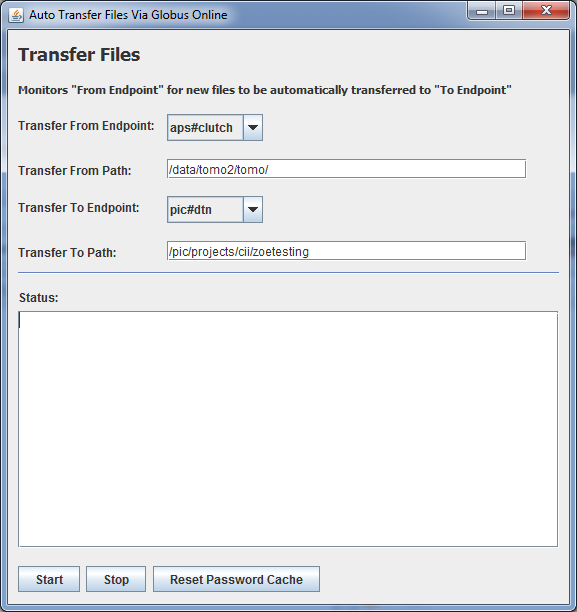 Auto Transfer Files Via Globus Online
Transfer Files
Monitors "From Endpoint" for new files to be automatically transferred to "To Endpoint"
Transfer From Endpoint: aps#clutch
Transfer From Path: /data/tomo2/tomo/
Transfer To Endpoint: pic#dtn
Transfer To Path: /pic/projects/cii/zoetesting
Status:
Start Stop Reset Password Cache